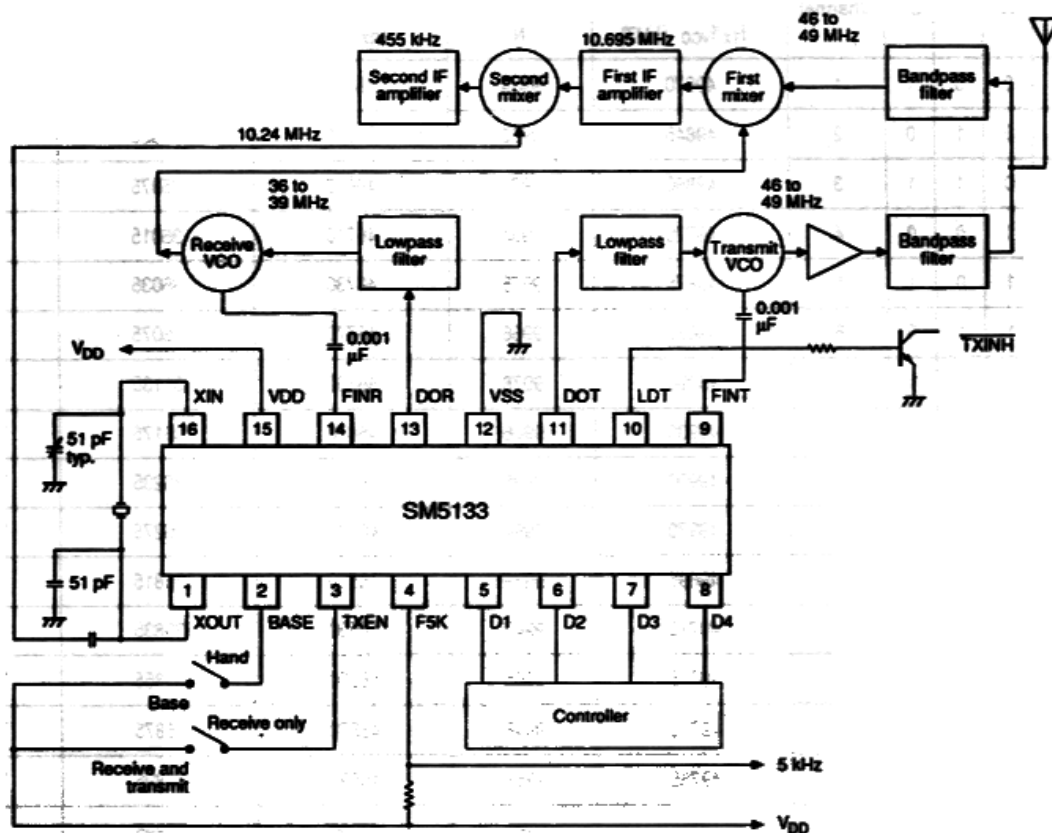 46 to
49 MHz
455 kHz
10.695 MHz
Second IF
amplifier
Second
mixer
First IF
amplifier
First
mixer
Bandpass
filter
10.24 MHz
36 to
39 MHz
46 to
49 MHz
Receive
VCO
Lowpass
filter
Lowpass
filter
Transmit
VCO
Bandpass
filter
0.001
µF
0.001
µF
VDD
TXINH
XIN
VDD
FINR
DOR
VSS
DOT
LDT
FINT
16
15
14
13
12
11
10
9
51 pF
typ.
SM5133
51 pF
1
2
3
4
5
6
7
8
XOUT
BASE
TXEN
F5K
D1
D2
D3
D4
Hand
Base
Receive only
Receive and
transmit
Controller
5 kHz
VDD